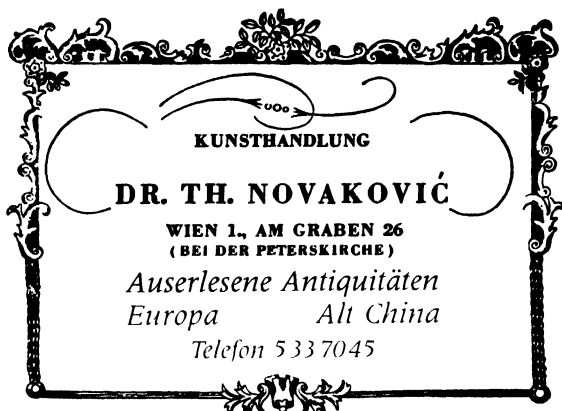 KUNSTHANDLUNG
DR. TH. NOVAKOVIĆ
WIEN 1., AM GRABEN 26
(BEI DER PETERSKIRCHE)
Auserlesene Antiquitäten
Europa Alt China
Telefon 5337045